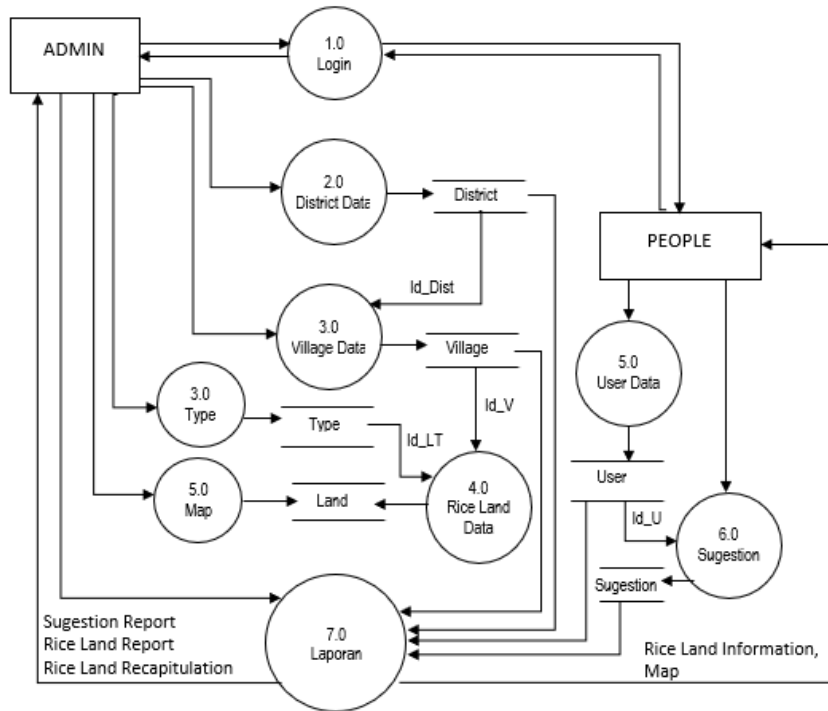 ADMIN
1.0
Login
2.0
District Data
District
PEOPLE
Id_Dist
3.0
Village Data
Village
5.0
User Data
3.0
Type
Type
Id_LT
Id_V
5.0
Map
Land
4.0
Rice Land
Data
User
Id_U
6.0
Sugestion
Sugestion
Sugestion Report
Rice Land Report
Rice Land Recapitulation
7.0
Laporan
Rice Land Information,
Map